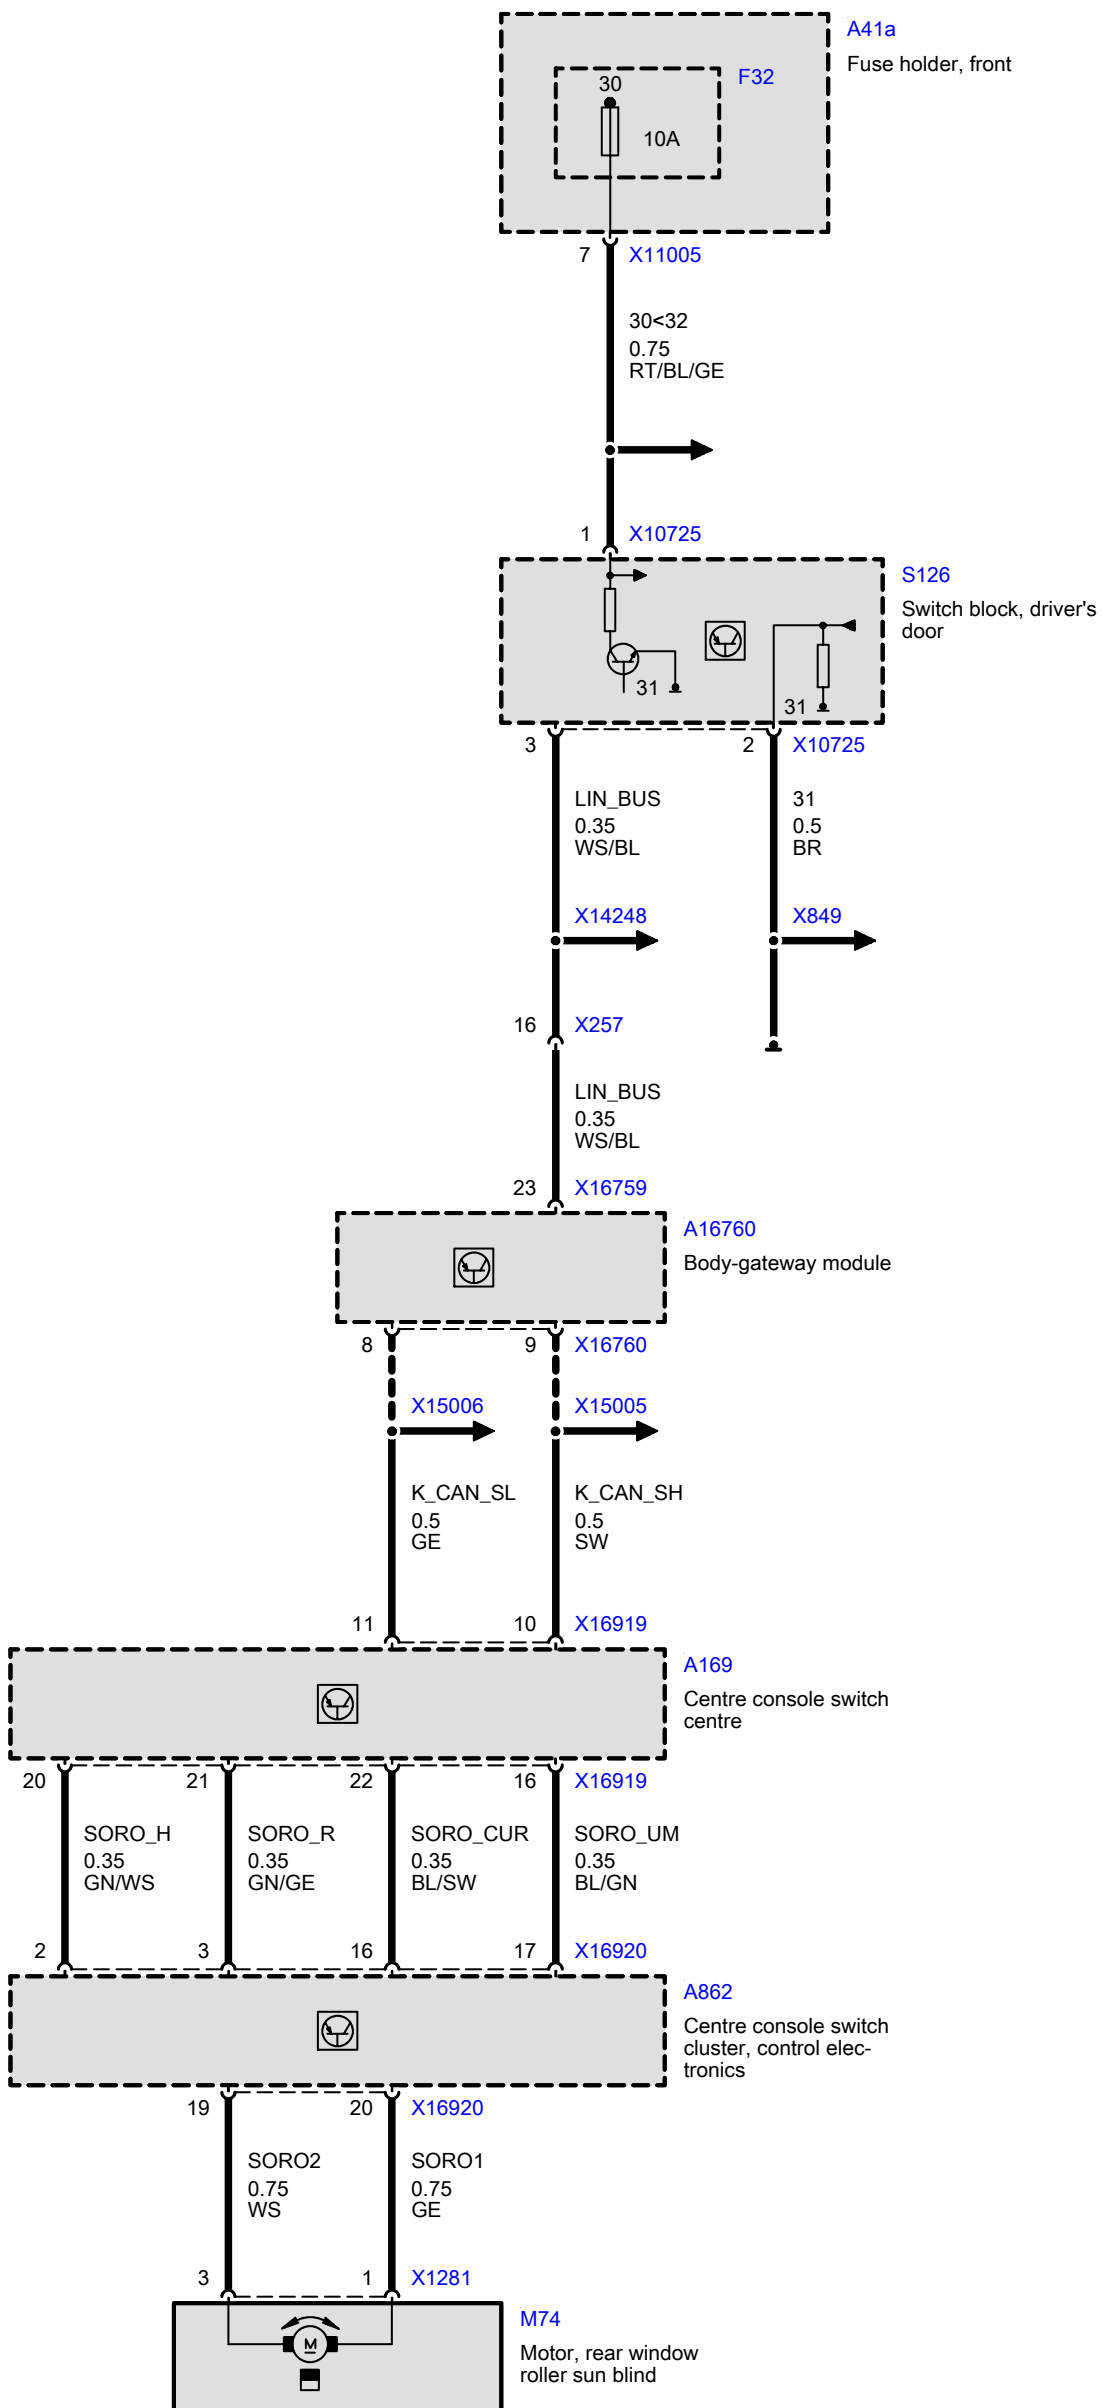 A41a
Fuse holder, front
F32
30
10A
7 X11005
30<32
0.75
RT/BL/GE
1 X10725
S126
Switch block, driver's
door
31
31
3 2 X10725
LIN_BUS 31
0.35 0.5
WS/BL BR
X14248 X849
16 X257
LIN_BUS
0.35
WS/BL
23 X16759
A16760
Body-gateway module
8 9 X16760
X15006 X15005
K_CAN_SL K_CAN_SH
0.5 0.5
GE SW
11 10 X16919
A169
Centre console switch
centre
20 21 22 16 X16919
SORO_H SORO_R SORO_CUR SORO_UM
0.35 0.35 0.35 0.35
GN/WS GN/GE BL/SW BL/GN
2 3 16 17 X16920
A862
Centre console switch
cluster, control elec-
tronics
19 20 X16920
SORO2 SORO1
0.75 0.75
WS GE
3 1 X1281
M74
M
Motor, rear window
roller sun blind